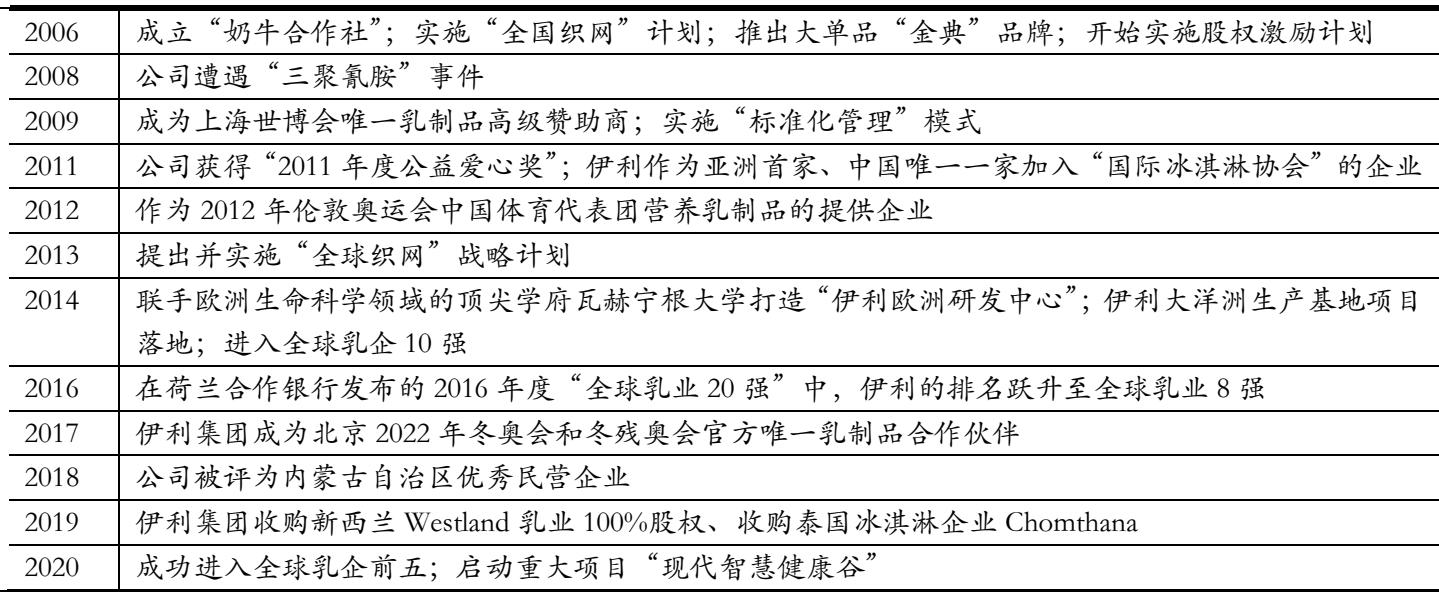 2006 成立“奶牛合作社”；实施“全国织网”计划；推出大单品“金典”品牌；开始实施股权激励计划
2008 公司遭遇“三聚氰胺”事件
2009 成为上海世博会唯一乳制品高级赞助商；实施“标准化管理”模式
2011 公司获得“2011 年度公益爱心奖”；伊利作为亚洲首家、中国唯一一家加入“国际冰淇淋协会”的企业
2012 作为 2012 年伦敦奥运会中国体育代表团营养乳制品的提供企业
2013 提出并实施“全球织网”战略计划
2014 联手欧洲生命科学领域的顶尖学府瓦赫宁根大学打造“伊利欧洲研发中心”；伊利大洋洲生产基地项目
落地；进入全球乳企 10 强
2016 在荷兰合作银行发布的 2016 年度“全球乳业 20 强”中，伊利的排名跃升至全球乳业 8 强
2017 伊利集团成为北京 2022 年冬奥会和冬残奥会官方唯一乳制品合作伙伴
2018 公司被评为内蒙古自治区优秀民营企业
2019 伊利集团收购新西兰 Westland 乳业 100%股权、收购泰国冰淇淋企业 Chomthana
2020 成功进入全球乳企前五；启动重大项目“现代智慧健康谷”